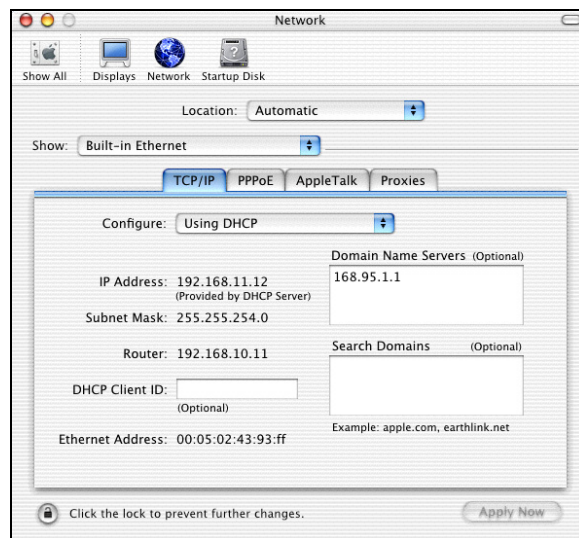 Network
Show All Displays Network Startup Disk
Location: Automatic
Show: Built-in Ethernet
TCP/IP PPPoE AppleTalk Proxies
Configure: Using DHCP
Domain Name Servers (Optional)
168.95.1.1
IP Address: 192.168.11.12
(Provided by DHCP Server)
Subnet Mask: 255.255.254.0
Router: 192.168.10.11
Search Domains (Optional)
DHCP Client ID:
(Optional)
Example: apple.com, earthlink.net
Ethernet Address: 00:05:02:43:93:ff
Click the lock to prevent further changes.
Apply Now